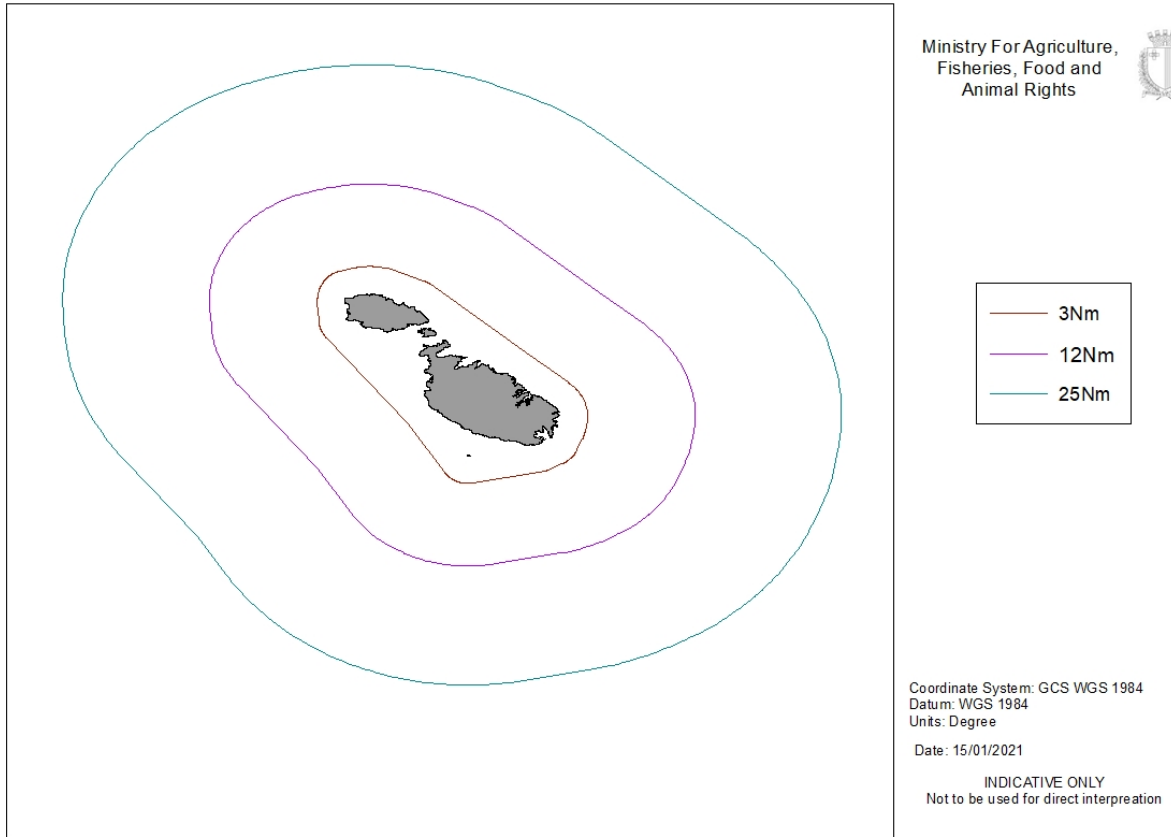 Ministry For Agriculture,
Fisheries, Food and
Animal Rights
3Nm
12Nm
25Nm
Coordinate System: GCS WGS 1984
Datum: WGS 1984
Units: Degree
Date: 15/01/2021
INDICATIVE ONLY
Not to be used for direct interpreation